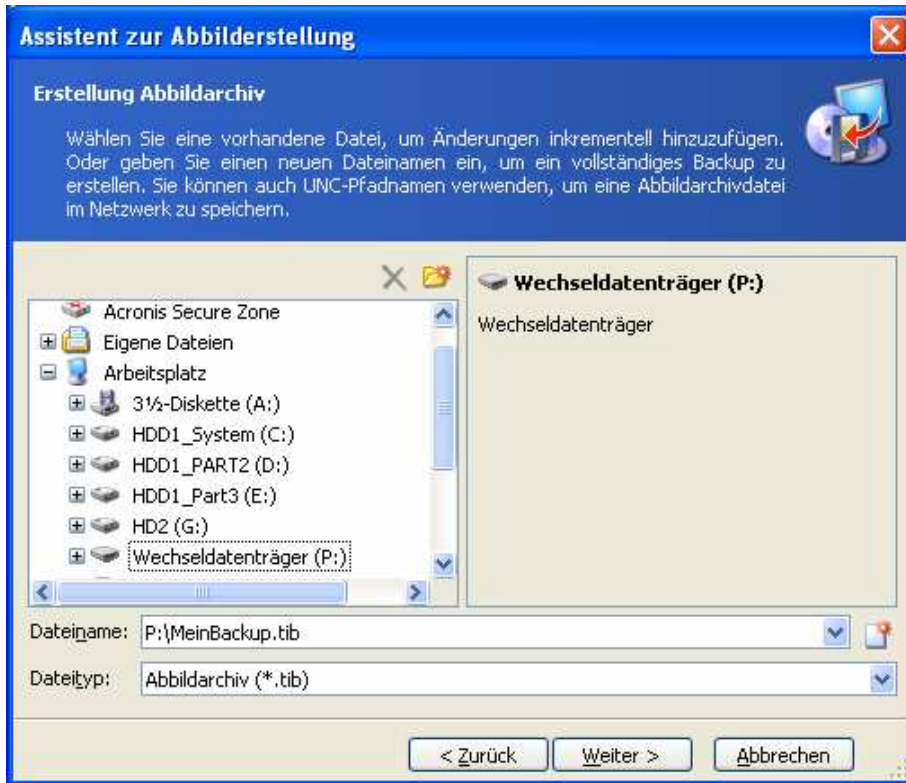 Assistent zur Abbilderstellung
Erstellung Abbildarchiv
Wählen Sie eine vorhandene Datei, um Änderungen inkrementell hinzuzufügen.
Oder geben Sie einen neuen Dateinamen ein, um ein vollständiges Backup zu
erstellen. Sie können auch UNC-Pfadnamen verwenden, um eine Abbildarchivdatei
im Netzwerk zu speichern.
Acronis Secure Zone
Eigene Dateien
Arbeitsplatz
3½-Diskette (A:)
HDD1_System (C:)
HDD1_PART2 (D:)
HDD1_Part3 (E:)
HD2 (G:)
Wechseldatenträger (P:)
Wechseldatenträger (P:)
Wechseldatenträger
Dateiname: P:\MeinBackup.tib
Dateityp: Abbildarchiv (*.tib)
< Zurück Weiter > Abbrechen